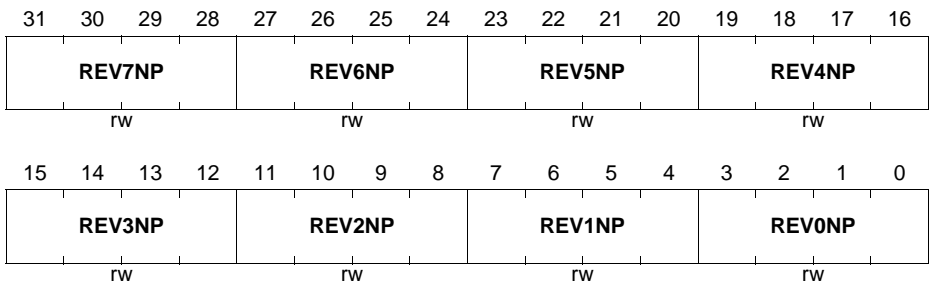 31 30 29 28 27 26 25 24 23 22 21 20 19 18 17 16
REV7NP REV6NP REV5NP REV4NP
rw rw rw rw
15 14 13 12 11 10 9 8 7 6 5 4 3 2 1 0
REV3NP REV2NP REV1NP REV0NP
rw rw rw rw